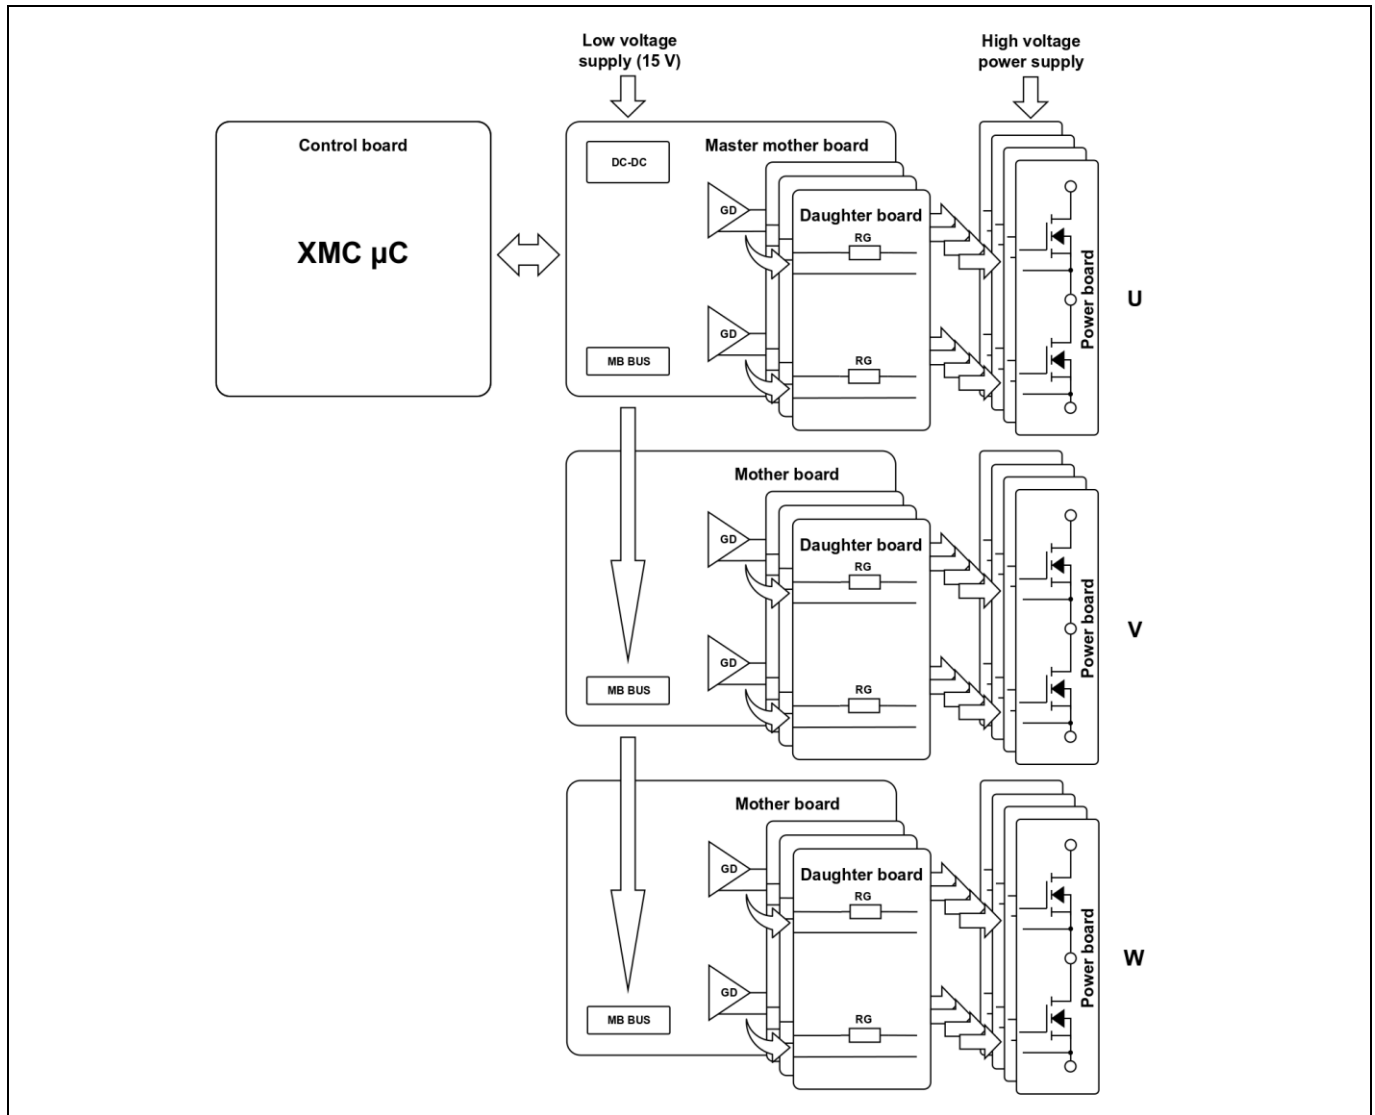 Low voltage
supply (15 V)
High voltage
power supply
Control board
XMC µC
Master mother board
DC-DC
MB BUS
GD
GD
Daughter board
RG
RG
Power board
U
Mother board
MB BUS
GD
GD
Daughter board
RG
RG
Power board
V
Mother board
MB BUS
GD
GD
Daughter board
RG
RG
Power board
W